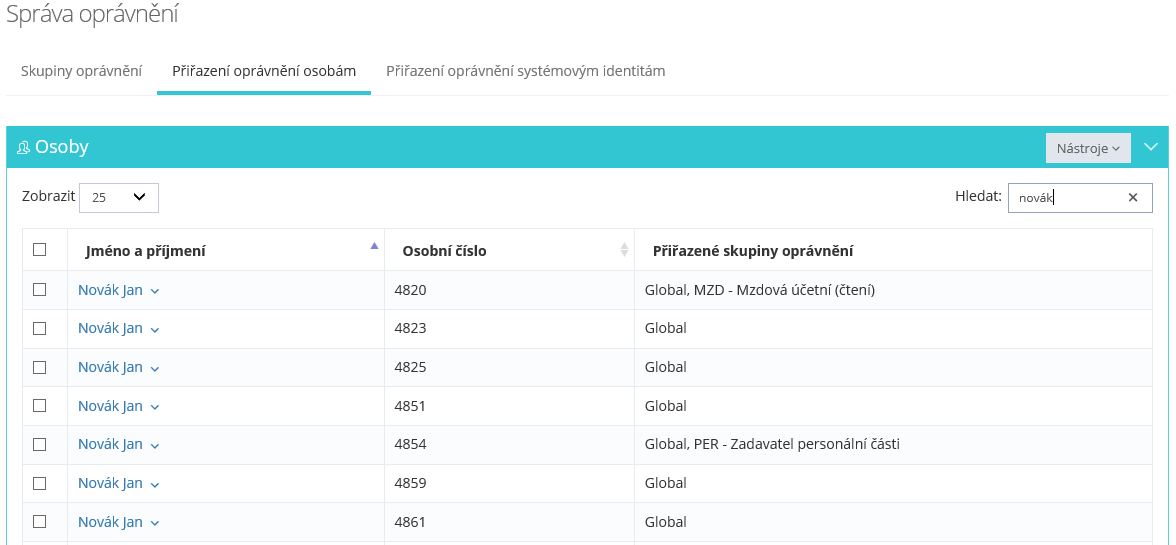 Správa oprávnění
Skupiny oprávnění Přiřazení oprávnění osobám Přiřazení oprávnění systémovým identitám
Osoby Nástroje
Zobrazit 25 Hledat: novák
Jméno a příjmení Osobní číslo Přiřazené skupiny oprávnění
Novák Jan 4820 Global, MZD - Mzdová účetní (čtení)
Novák Jan 4823 Global
Novák Jan 4825 Global
Novák Jan 4851 Global
Novák Jan 4854 Global, PER - Zadavatel personální části
Novák Jan 4859 Global
Novák Jan 4861 Global